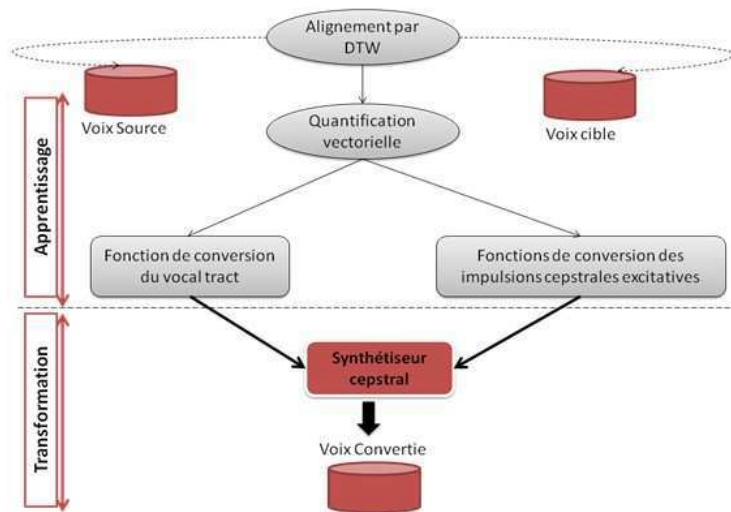 Alignement par
DTW
Voix Source
Voix cible
Quantification
vectorielle
Apprentissage
Fonction de conversion
du vocal tract
Fonctions de conversion des
impulsions cepstrales excitatives
Transformation
Synthétiseur
cepstral
Voix Convertie